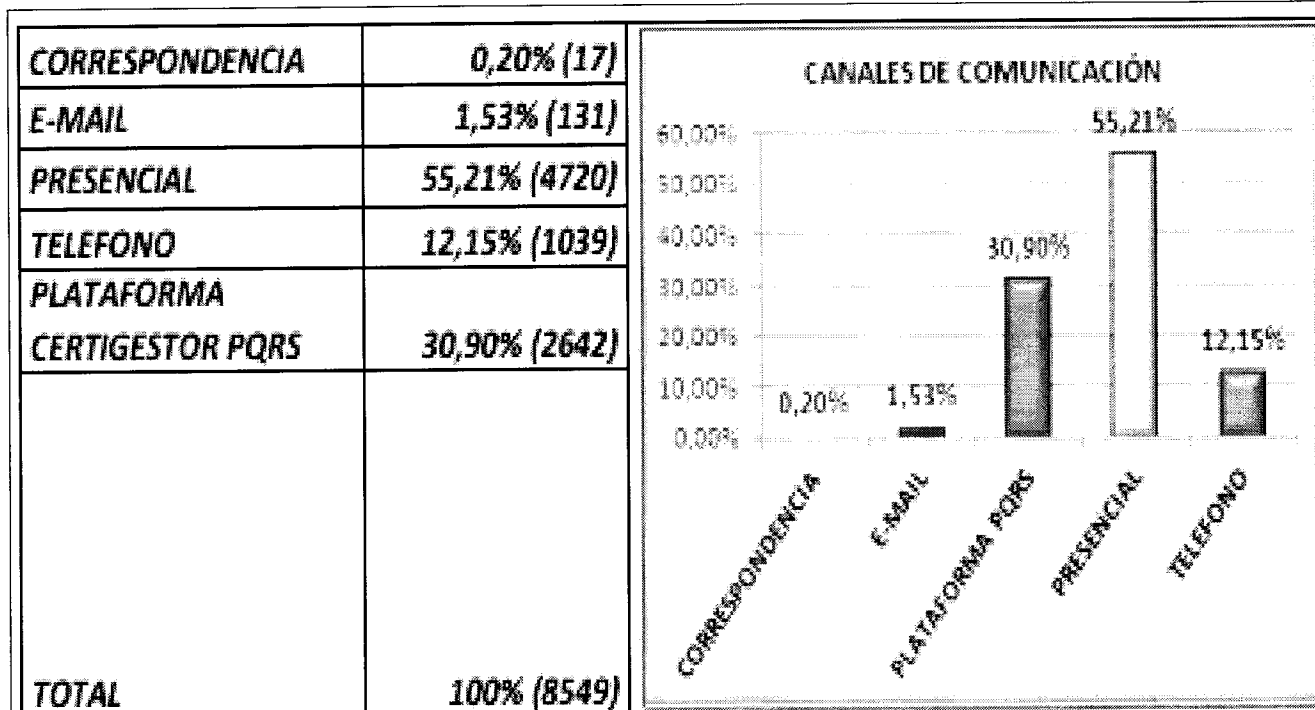 CORRESPONDENCIA 0,20% (17)
E-MAIL 1,53% (131)
PRESENCIAL 55,21% (4720)
TELEFONO 12,15% (1039)
PLATAFORMA
CERTIGESTOR PQRS 30,90% (2642)
TOTAL 100% (8549)
CANALES DE COMUNICACIÓN
60,00%
50,00%
40,00%
30,00%
20,00%
10,00%
0,00%
0,20%
1,53%
30,90%
55,21%
12,15%
CORRESPONDENCIA
E-MAIL
PLATAFORMA PQRS
PRESENCIAL
TELEFONO